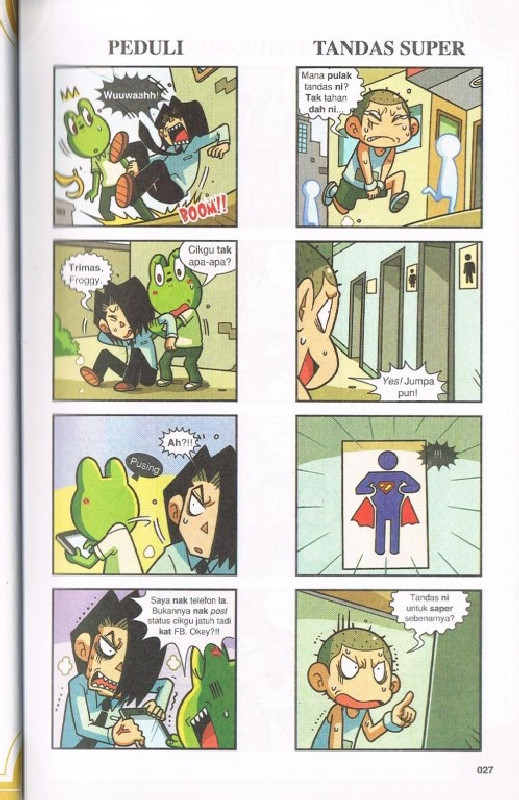 PEDULI
Wuuwaahh!
BOOM!!
Trimas,
Froggy.
Cikgu tak
apa-apa?
Ah?!!
Pusing
Saya nak telefon la.
Bukannya nak post
status cikgu jatuh tadi
kat FB. Okey?!!
TANDAS SUPER
Mana pulak
tandas ni?
Tak tahan
dah ni...
Yes! Jumpa
pun!
!!!
Tandas ni
untuk saper
sebenarnya?
027